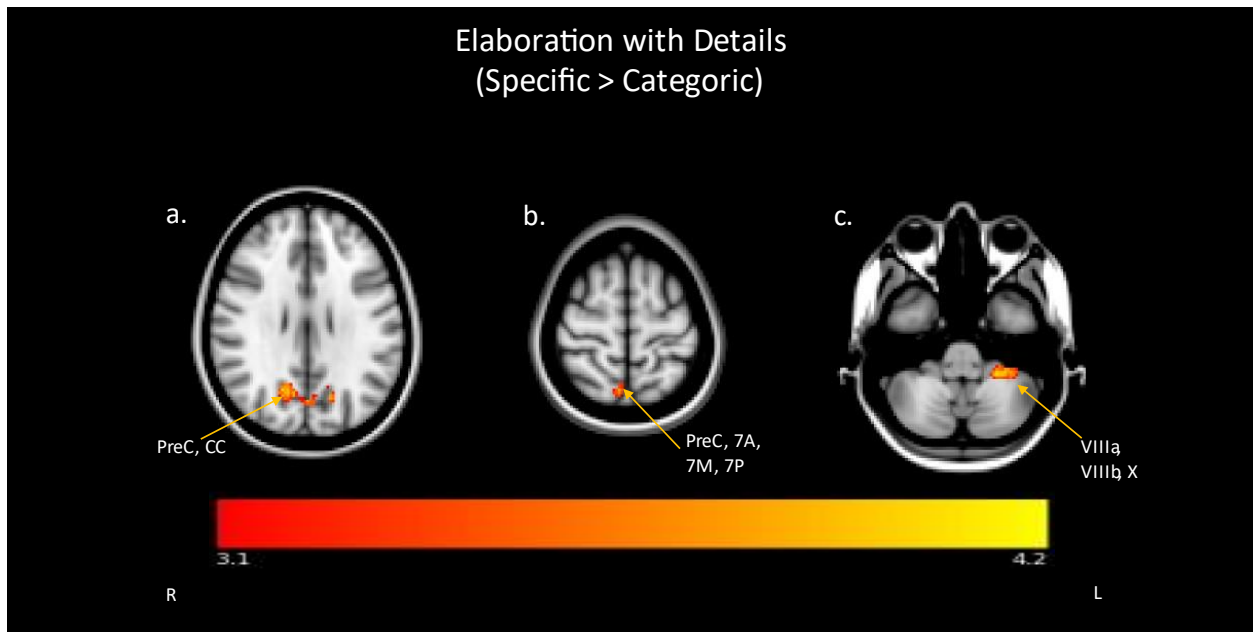 Elaboration with Details
(Specific > Categoric)
a.
b.
c.
PreC, CC
PreC, 7A,
7M, 7P
VIIIa,
VIIIb, X
3.1
4.2
R
L